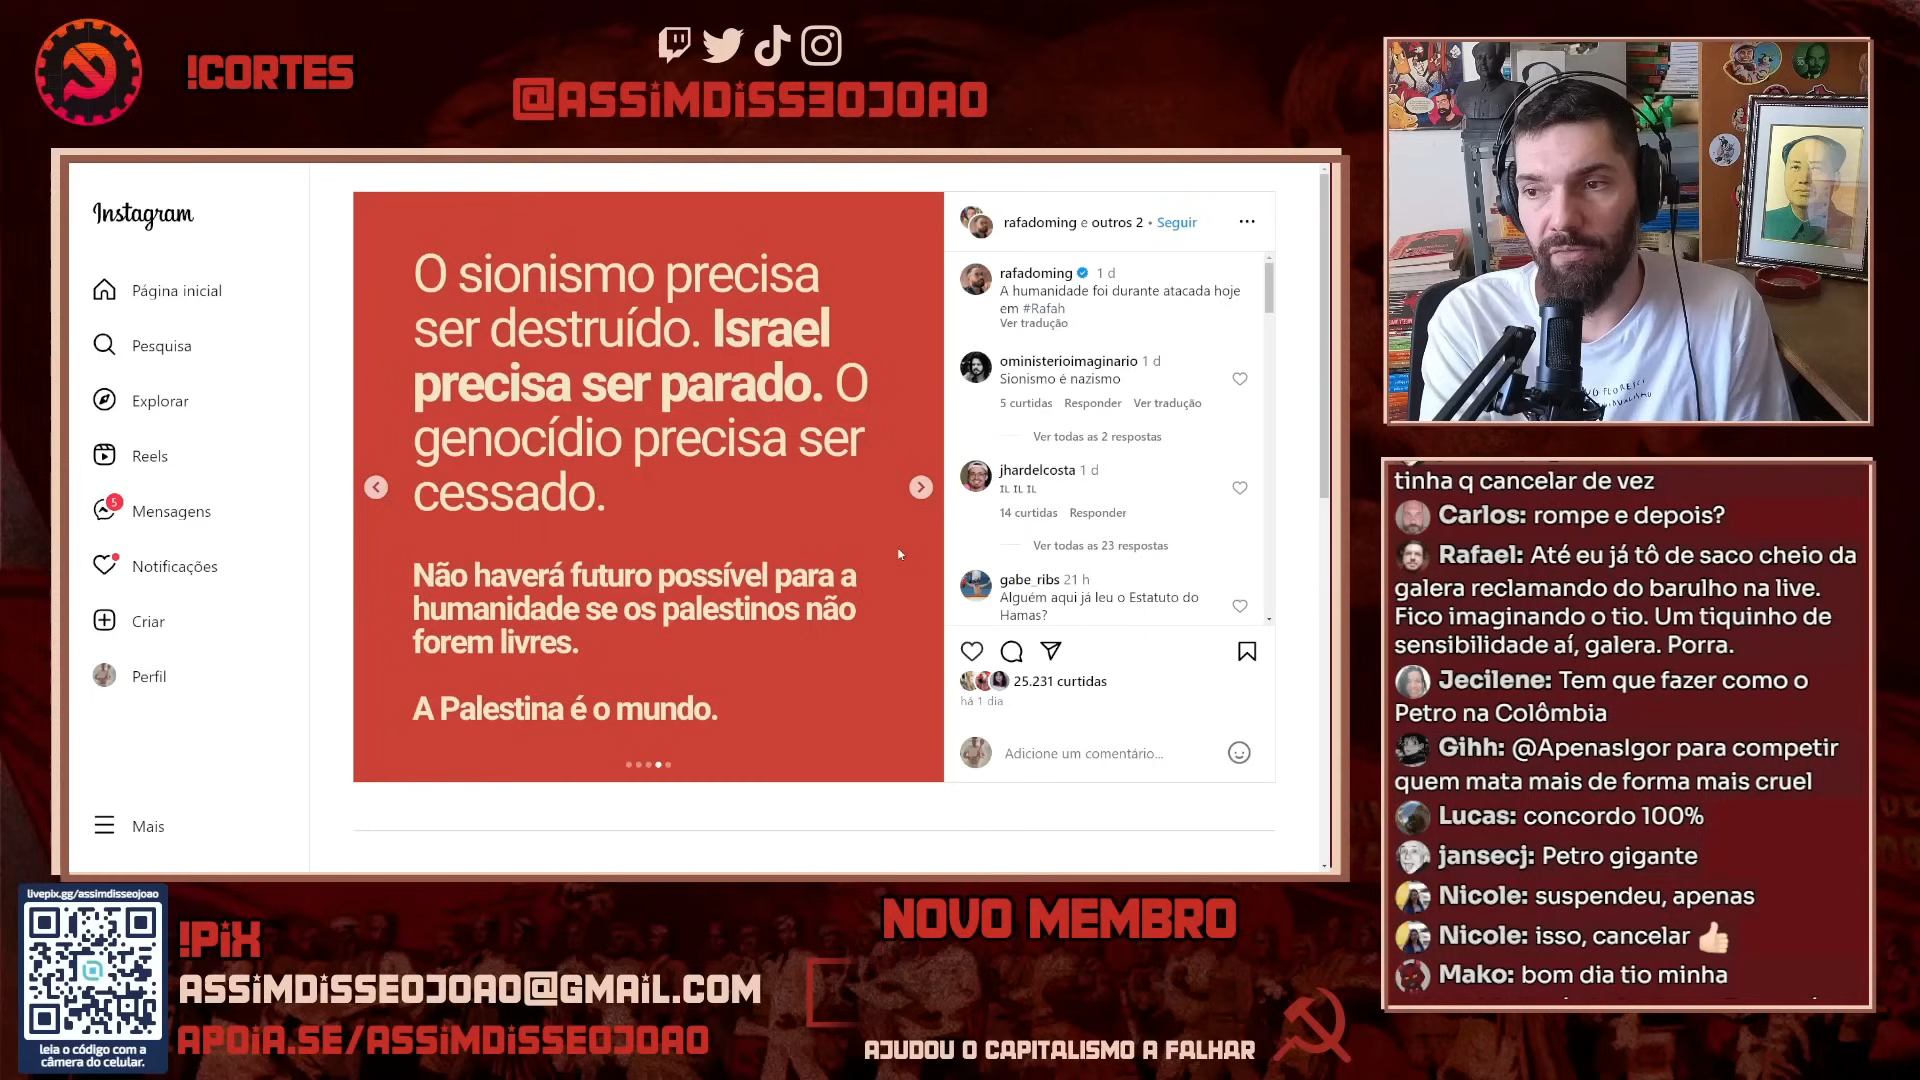 !CORTES
@ASSIMDISSEOJOAO
Instagram
Página inicial
Pesquisa
Explorar
Reels
5
Mensagens
Notificações
Criar
Perfil
Mais
O sionismo precisa
ser destruído. Israel
precisa ser parado. O
genocídio precisa ser
cessado.
Não haverá futuro possível para a
humanidade se os palestinos não
forem livres.
A Palestina é o mundo.
rafadoming e outros 2 • Seguir
rafadoming 1 d
A humanidade foi durante atacada hoje
em #Rafah
Ver tradução
oministerioimaginario 1 d
Sionismo é nazismo
5 curtidas Responder Ver tradução
Ver todas as 2 respostas
jhardelcosta 1 d
IL IL IL
14 curtidas Responder
Ver todas as 23 respostas
gabe_ribs 21 h
Alguém aqui já leu o Estatuto do
Hamas?
25.231 curtidas
há 1 dia
Adicione um comentário...
tinha q cancelar de vez
Carlos: rompe e depois?
Rafael: Até eu já tô de saco cheio da
galera reclamando do barulho na live.
Fico imaginando o tio. Um tiquinho de
sensibilidade aí, galera. Porra.
Jecilene: Tem que fazer como o
Petro na Colômbia
Gihh: @ApenasIgor para competir
quem mata mais de forma mais cruel
Lucas: concordo 100%
jansecj: Petro gigante
Nicole: suspendeu, apenas
Nicole: isso, cancelar 👍🏻
Mako: bom dia tio minha
livepix.gg/assimdisseojoao
leia o código com a
câmera do celular.
!PIX
ASSIMDISSEOJOAO@GMAIL.COM
APOIA.SE/ASSIMDISSEOJOAO
NOVO MEMBRO
AJUDOU O CAPITALISMO A FALHAR